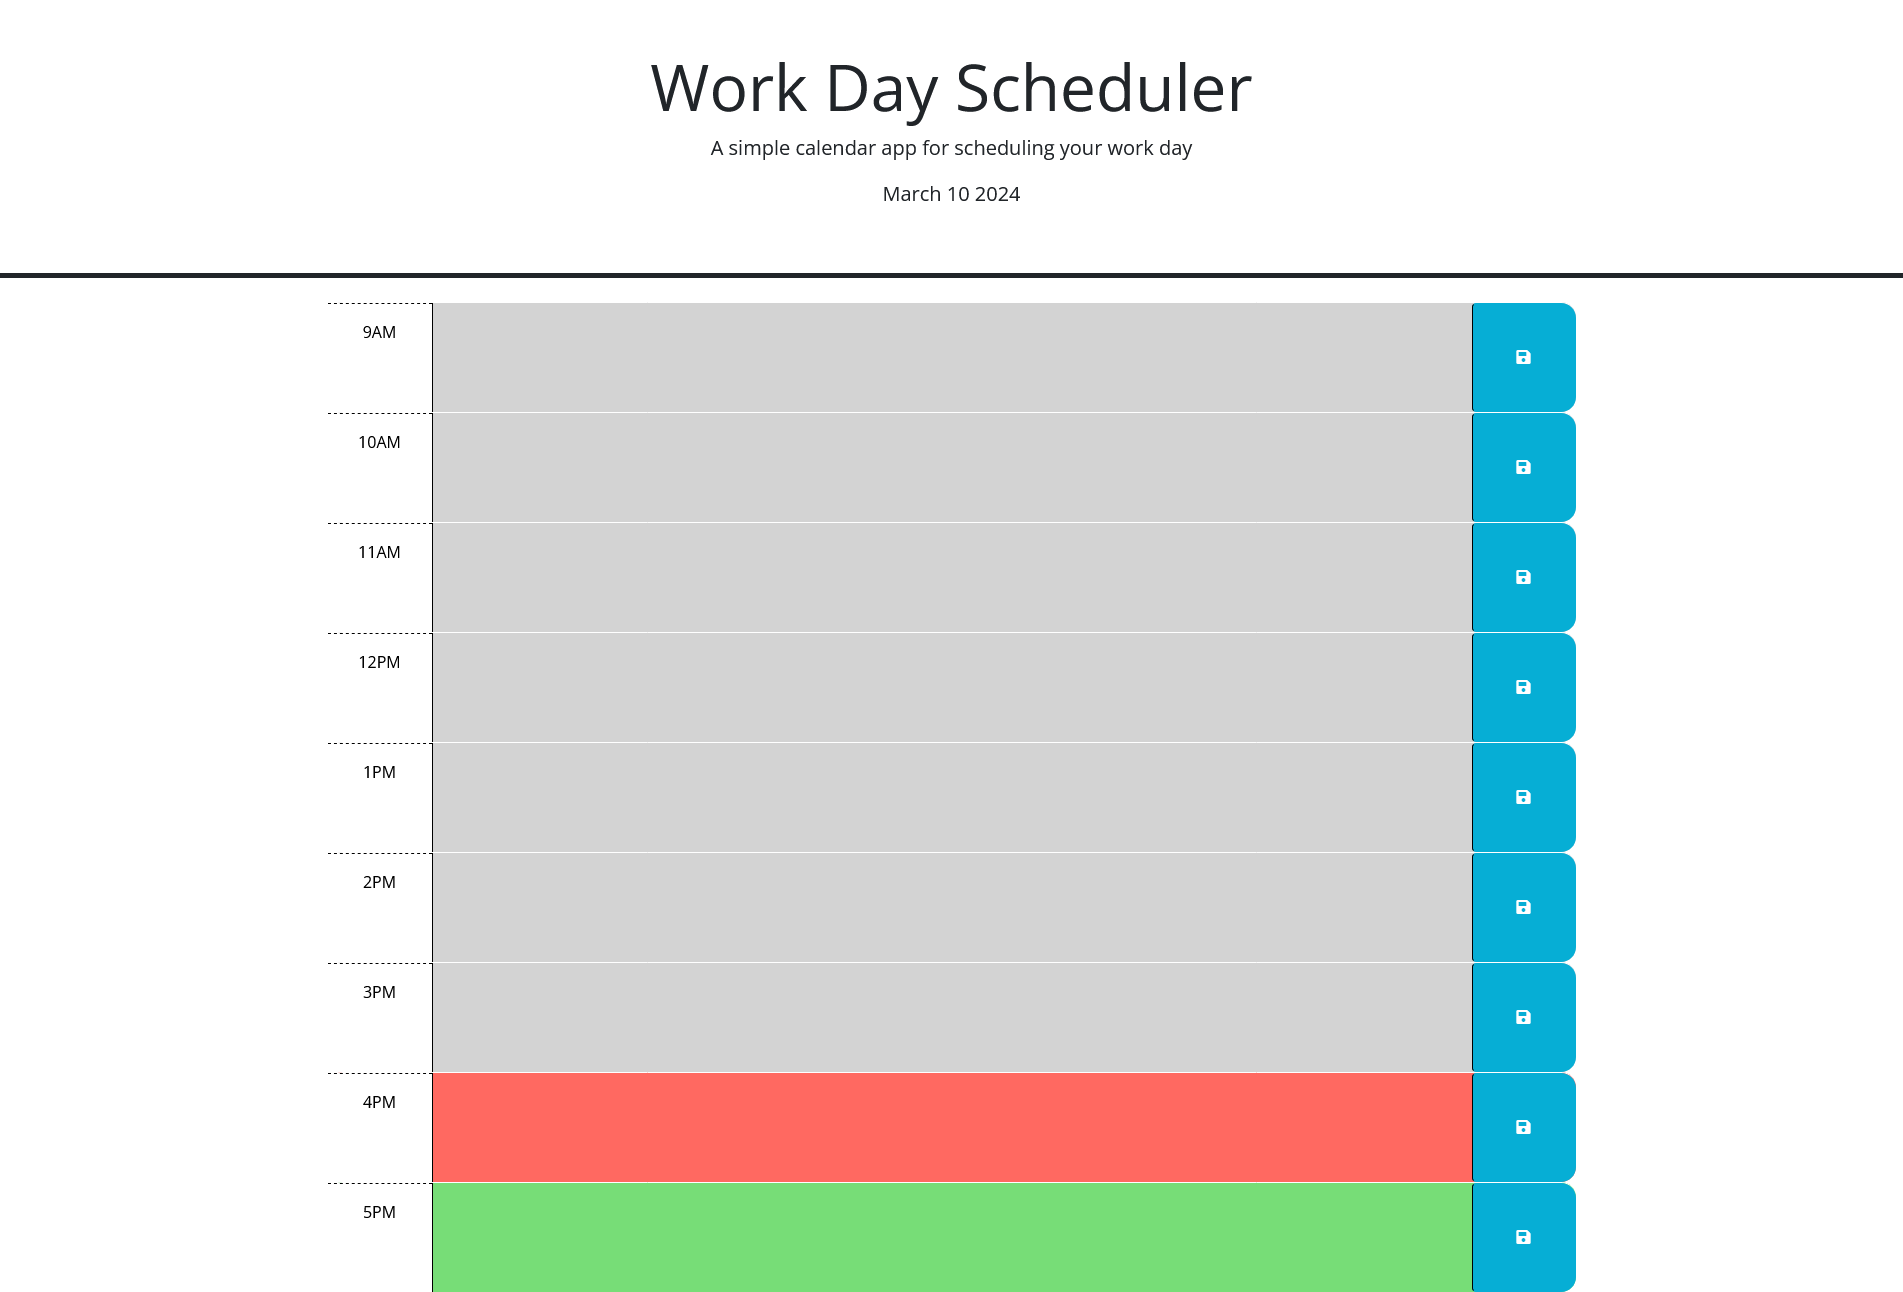 Work Day Scheduler
A simple calendar app for scheduling your work day
March 10 2024
9AM
10AM
11AM
12PM
1PM
2PM
3PM
4PM
5PM